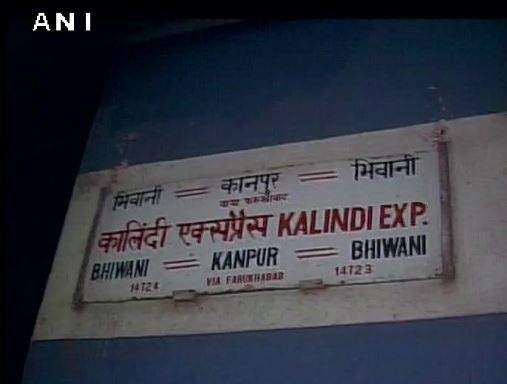 ANI
भिवानी = कानपुर = भिवानी
वाया फरुखाबाद
कालिंदी एक्सप्रैस KALINDI EXP.
BHIWANI = KANPUR = BHIWANI
14724 VIA FARUKHABAD 14723